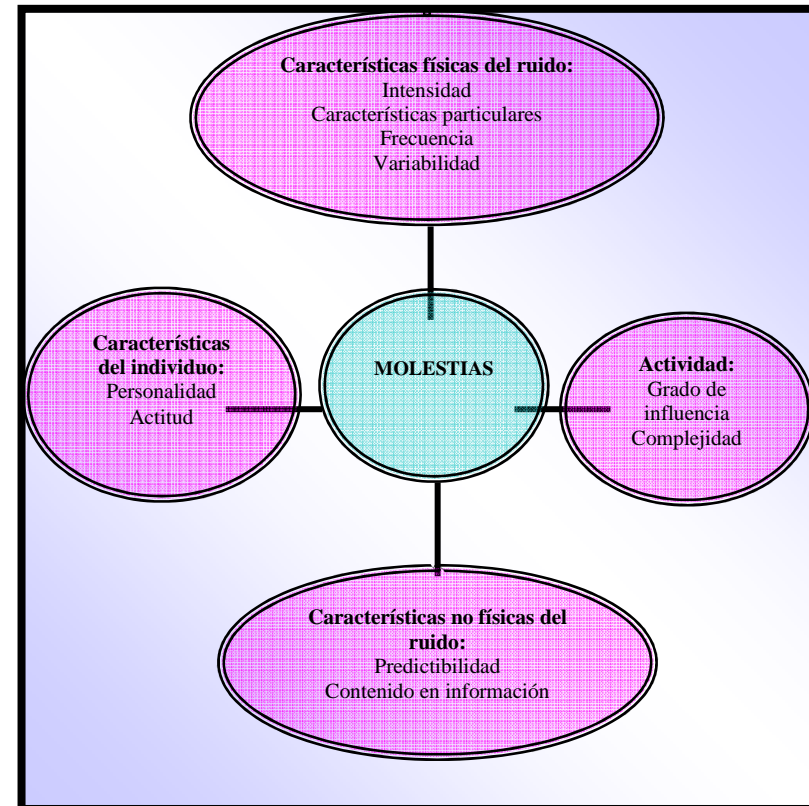 Características físicas del ruido:
Intensidad
Características particulares
Frecuencia
Variabilidad
Características
del individuo:
Personalidad
Actitud
MOLESTIAS
Actividad:
Grado de
influencia
Complejidad
Características no físicas del
ruido:
Predictibilidad
Contenido en información